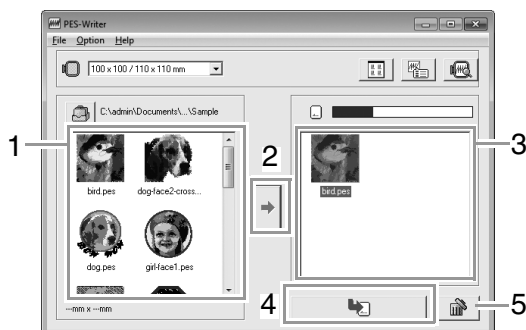 PES-Writer
File Option Help
100 x 100 / 110 x 110 mm
C:\admin\Documents\...\Sample
1
2
3
bird.pes
dog-face2-cross...
bird.pes
dog.pes
girl-face1.pes
4
5
---mm x ---mm